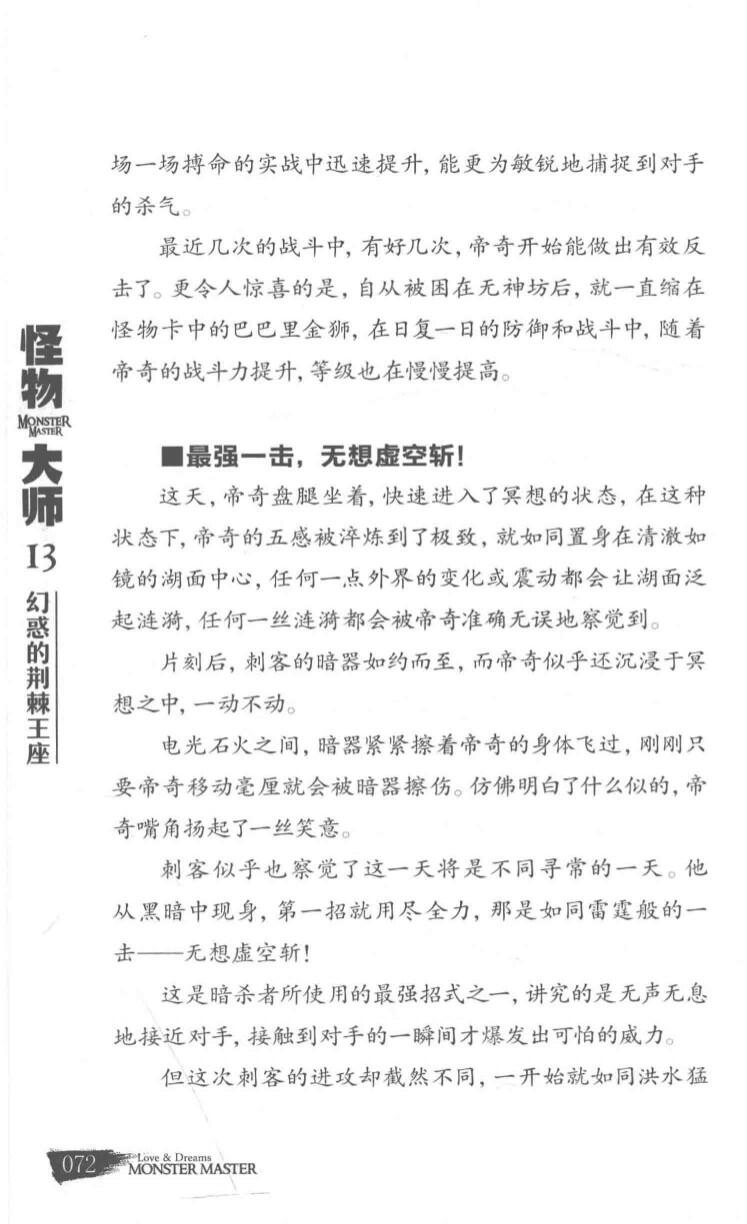 场一场搏命的实战中迅速提升，能更为敏锐地捕捉到对手
的杀气。
最近几次的战斗中，有好几次，帝奇开始能做出有效反
击了。更令人惊喜的是，自从被困在无神坊后，就一直缩在
怪物卡中的巴巴里金狮，在日复一日的防御和战斗中，随着
帝奇的战斗力提升，等级也在慢慢提高。
■最强一击，无想虚空斩！
这天，帝奇盘腿坐着，快速进入了冥想的状态，在这种
状态下，帝奇的五感被淬炼到了极致，就如同置身在清澈如
镜的湖面中心，任何一点外界的变化或震动都会让湖面泛
起涟漪，任何一丝涟漪都会被帝奇准确无误地察觉到。
片刻后，刺客的暗器如约而至，而帝奇似乎还沉浸于冥
想之中，一动不动。
电光石火之间，暗器紧紧擦着帝奇的身体飞过，刚刚只
要帝奇移动毫厘就会被暗器擦伤。仿佛明白了什么似的，帝
奇嘴角扬起了一丝笑意。
刺客似乎也察觉了这一天将是不同寻常的一天。他
从黑暗中现身，第一招就用尽全力，那是如同雷霆般的一
击——无想虚空斩！
这是暗杀者所使用的最强招式之一，讲究的是无声无息
地接近对手，接触到对手的一瞬间才爆发出可怕的威力。
但这次刺客的进攻却截然不同，一开始就如同洪水猛
怪物
MONSTER
MASTER
大师
13
幻惑的荆棘王座
072
Love & Dreams
MONSTER MASTER